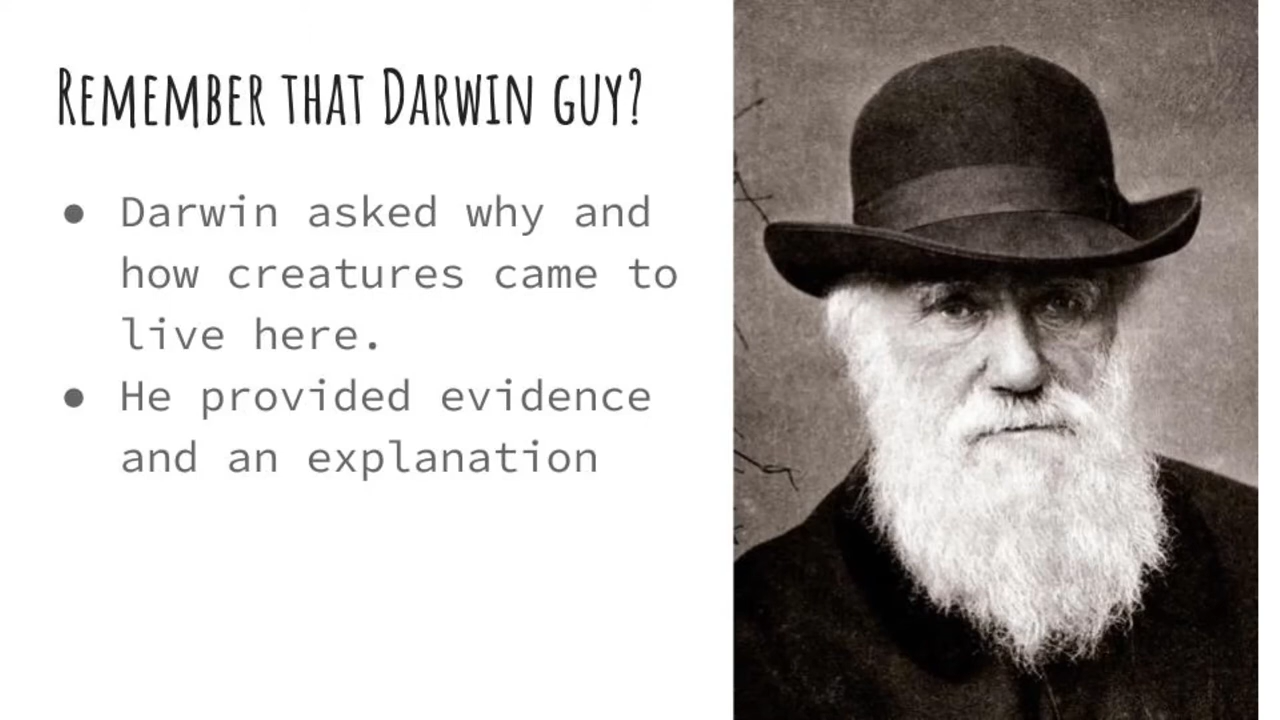 Remember that Darwin guy?
● Darwin asked why and
how creatures came to
live here.
● He provided evidence
and an explanation